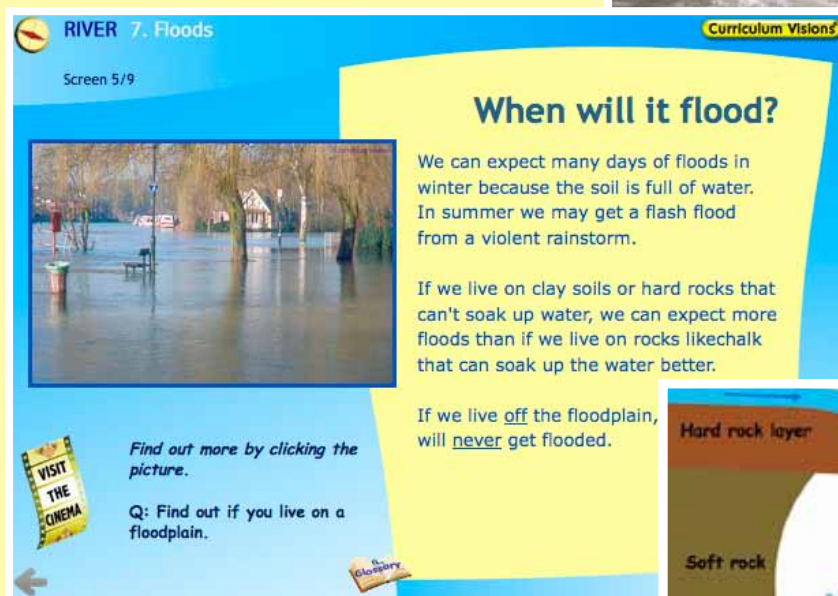 RIVER 7. Floods
Curriculum Visions
Screen 5/9
When will it flood?
We can expect many days of floods in
winter because the soil is full of water.
In summer we may get a flash flood
from a violent rainstorm.
If we live on clay soils or hard rocks that
can't soak up water, we can expect more
floods than if we live on rocks likechalk
that can soak up the water better.
If we live off the floodplain,
will never get flooded.
Find out more by clicking the
picture.
Q: Find out if you live on a
floodplain.
VISIT
THE
CINEMA
Glossary
Hard rock layer
Soft rock